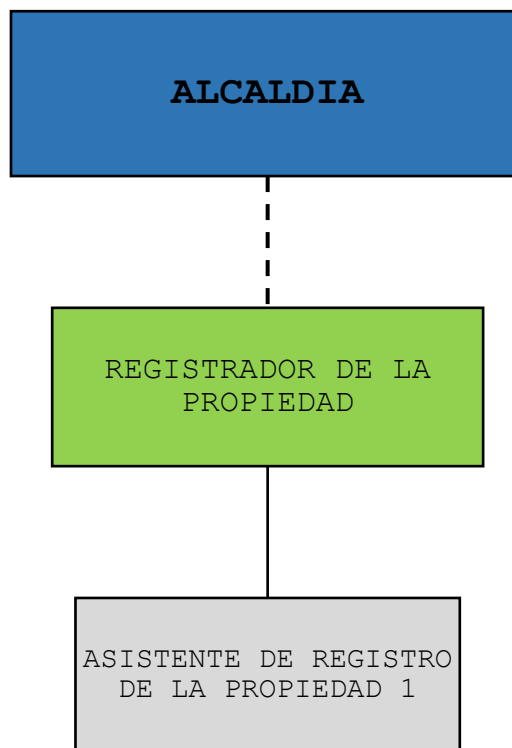 ALCALDIA
REGISTRADOR DE LA
PROPIEDAD
ASISTENTE DE REGISTRO
DE LA PROPIEDAD 1